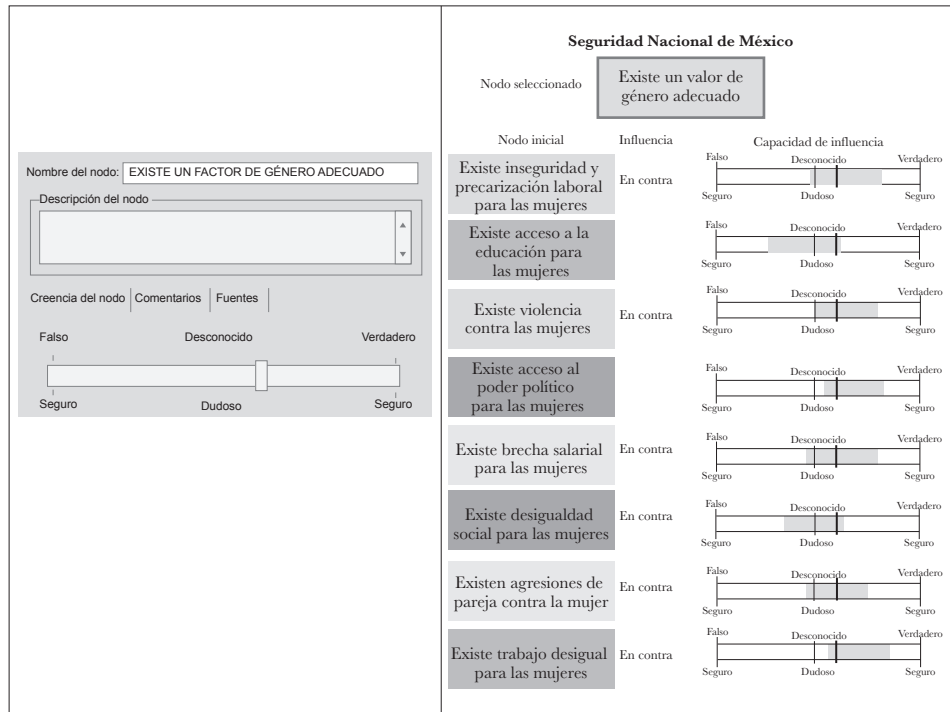 Nombre del nodo: EXISTE UN FACTOR DE GÉNERO ADECUADO
Descripción del nodo
Creencia del nodo Comentarios Fuentes
Falso Desconocido Verdadero
Seguro Dudoso Seguro
Seguridad Nacional de México
Nodo seleccionado
Existe un valor de
género adecuado
Nodo inicial Influencia Capacidad de influencia
Existe inseguridad y
precarización laboral
para las mujeres
En contra
Falso Desconocido Verdadero
Seguro Dudoso Seguro
Existe acceso a la
educación para
las mujeres
Falso Desconocido Verdadero
Seguro Dudoso Seguro
Existe violencia
contra las mujeres
En contra
Falso Desconocido Verdadero
Seguro Dudoso Seguro
Existe acceso al
poder político
para las mujeres
Falso Desconocido Verdadero
Seguro Dudoso Seguro
Existe brecha salarial
para las mujeres
En contra
Falso Desconocido Verdadero
Seguro Dudoso Seguro
Existe desigualdad
social para las mujeres
En contra
Falso Desconocido Verdadero
Seguro Dudoso Seguro
Existen agresiones de
pareja contra la mujer
En contra
Falso Desconocido Verdadero
Seguro Dudoso Seguro
Existe trabajo desigual
para las mujeres
En contra
Falso Desconocido Verdadero
Seguro Dudoso Seguro